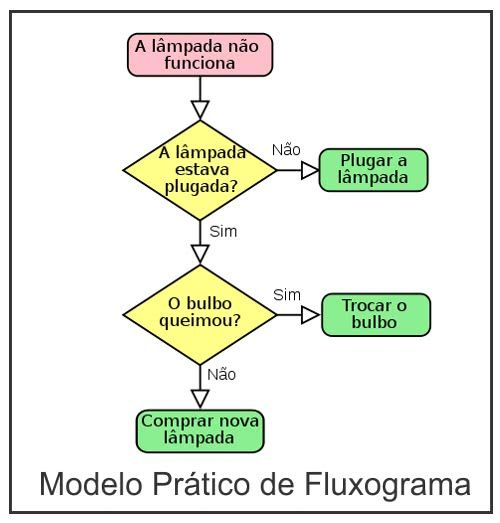 A lâmpada não
funciona
A lâmpada
estava
plugada?
Não
Plugar a
lâmpada
Sim
O bulbo
queimou?
Sim
Trocar o
bulbo
Não
Comprar nova
lâmpada
Modelo Prático de Fluxograma